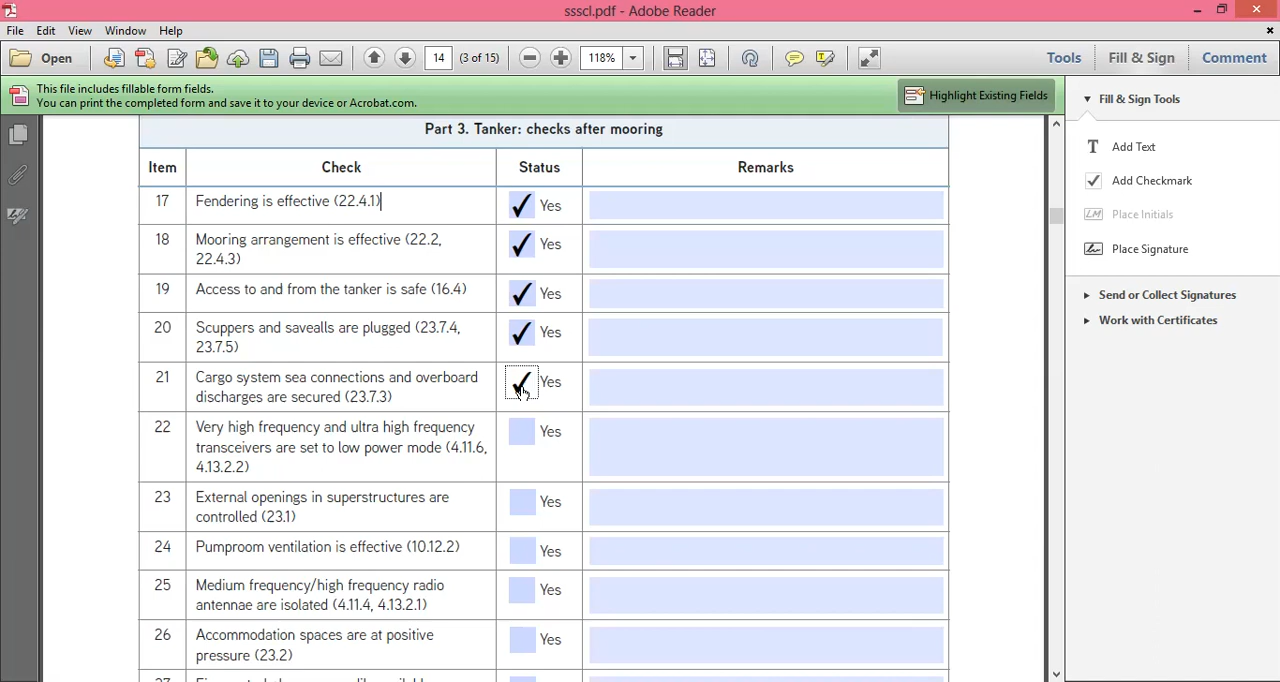 ssscl.pdf - Adobe Reader
File Edit View Window Help
Open 14 (3 of 15) 118% Tools Fill & Sign Comment
This file includes fillable form fields.
You can print the completed form and save it to your device or Acrobat.com.
Highlight Existing Fields
Fill & Sign Tools
Add Text
Add Checkmark
LM Place Initials
Place Signature
Send or Collect Signatures
Work with Certificates
Part 3. Tanker: checks after mooring
Item Check Status Remarks
17 Fendering is effective (22.4.1) Yes
18 Mooring arrangement is effective (22.2, Yes
22.4.3)
19 Access to and from the tanker is safe (16.4) Yes
20 Scuppers and savealls are plugged (23.7.4, Yes
23.7.5)
21 Cargo system sea connections and overboard Yes
discharges are secured (23.7.3)
22 Very high frequency and ultra high frequency Yes
transceivers are set to low power mode (4.11.6,
4.13.2.2)
23 External openings in superstructures are Yes
controlled (23.1)
24 Pumproom ventilation is effective (10.12.2) Yes
25 Medium frequency/high frequency radio Yes
antennae are isolated (4.11.4, 4.13.2.1)
26 Accommodation spaces are at positive Yes
pressure (23.2)